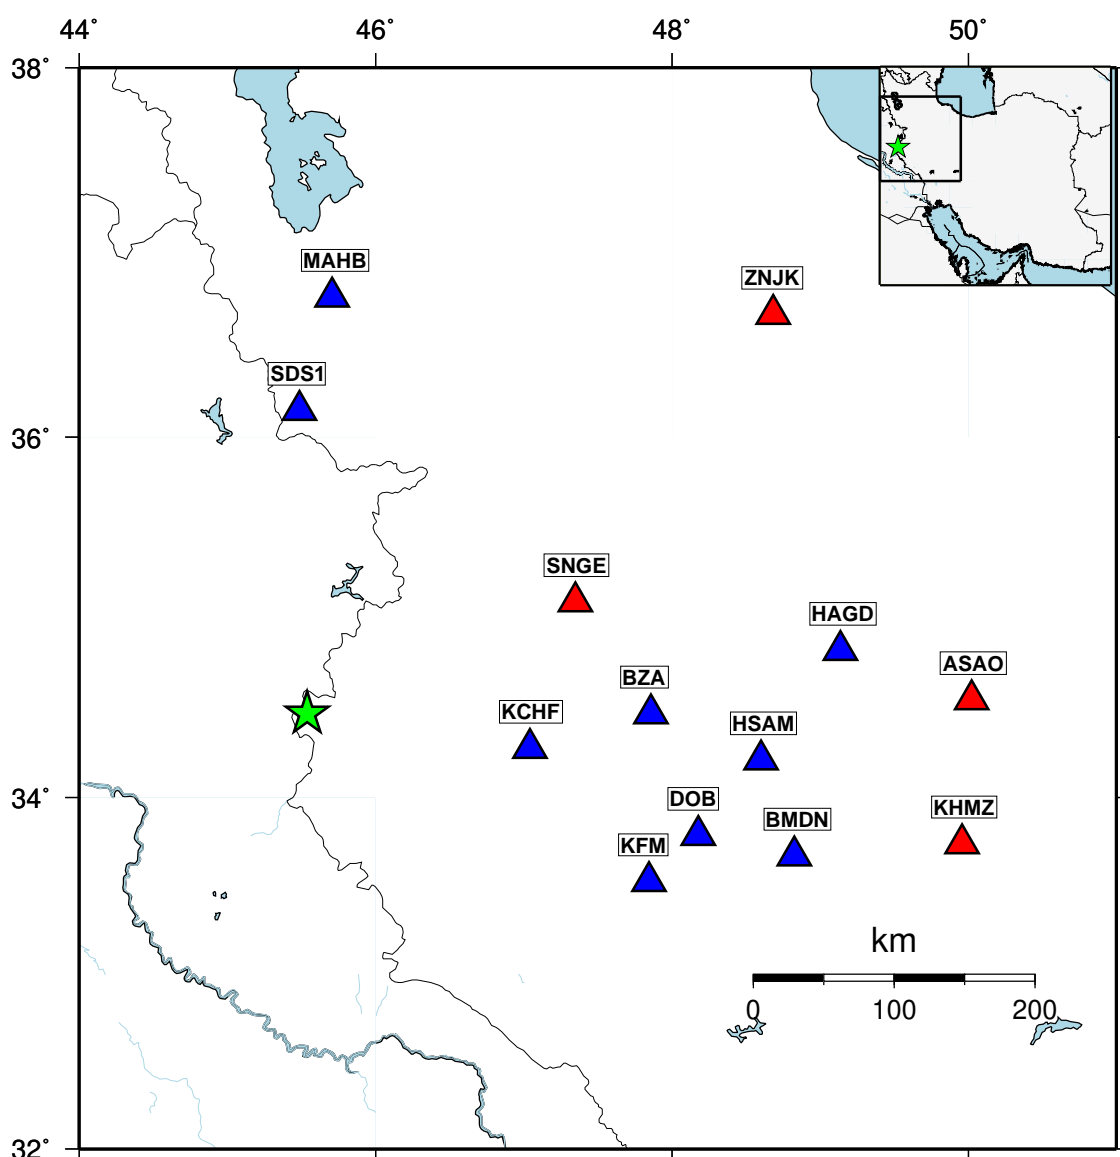 44˚ 46˚ 48˚ 50˚
38˚
MAHB
ZNJK
SDS1
36˚
SNGE
HAGD
ASAO
BZA
KCHF
HSAM
34˚
DOB
KHMZ
BMDN
KFM
km
0 100 200
32˚